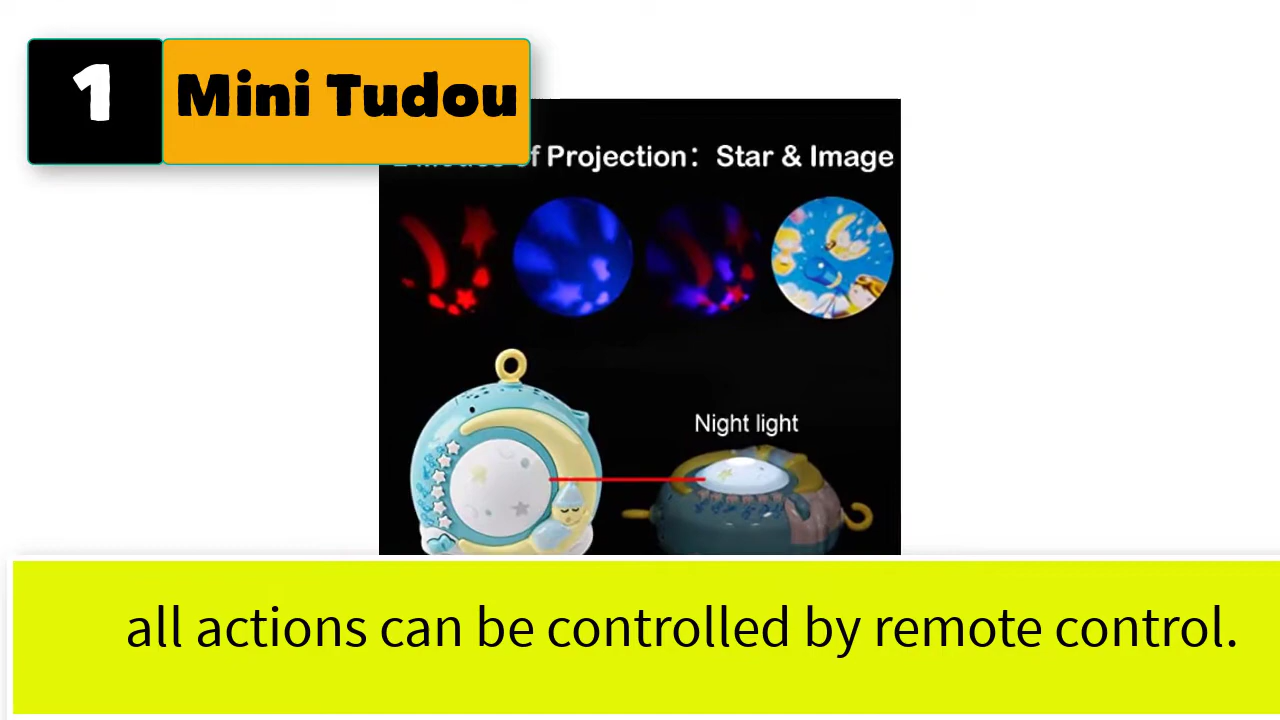 1
Mini Tudou
of Projection: Star & Image
Night light
all actions can be controlled by remote control.